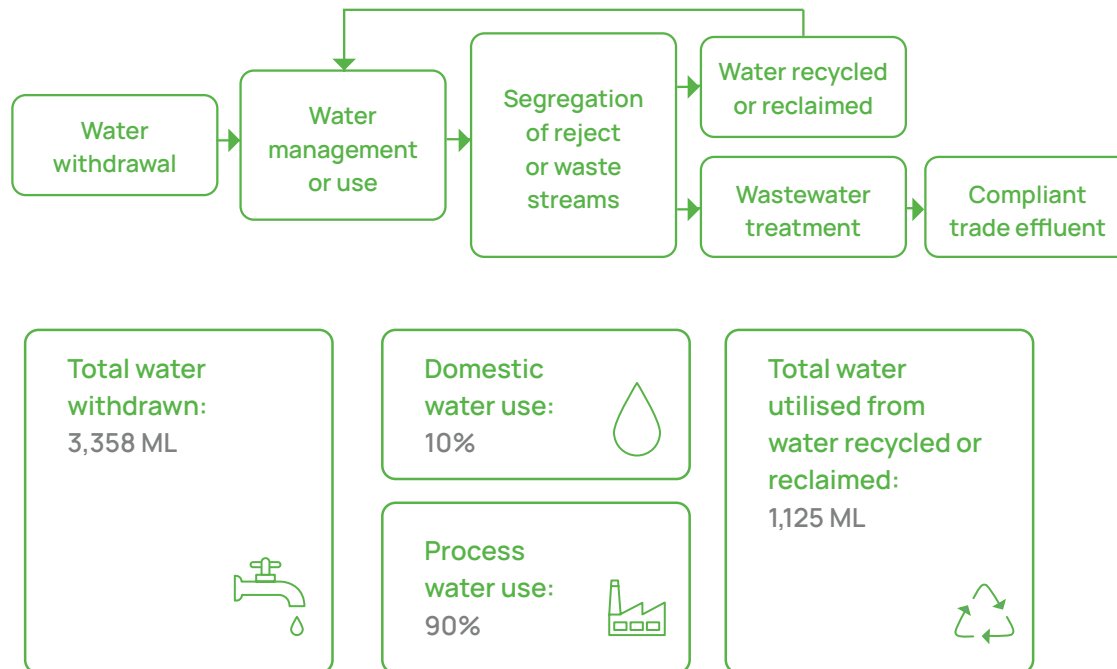 Water
withdrawal
Water
management
or use
Segregation
of reject
or waste
streams
Water recycled
or reclaimed
Wastewater
treatment
Compliant
trade effluent
Total water
withdrawn:
3,358 ML
Domestic
water use:
10%
Process
water use:
90%
Total water
utilised from
water recycled or
reclaimed:
1,125 ML